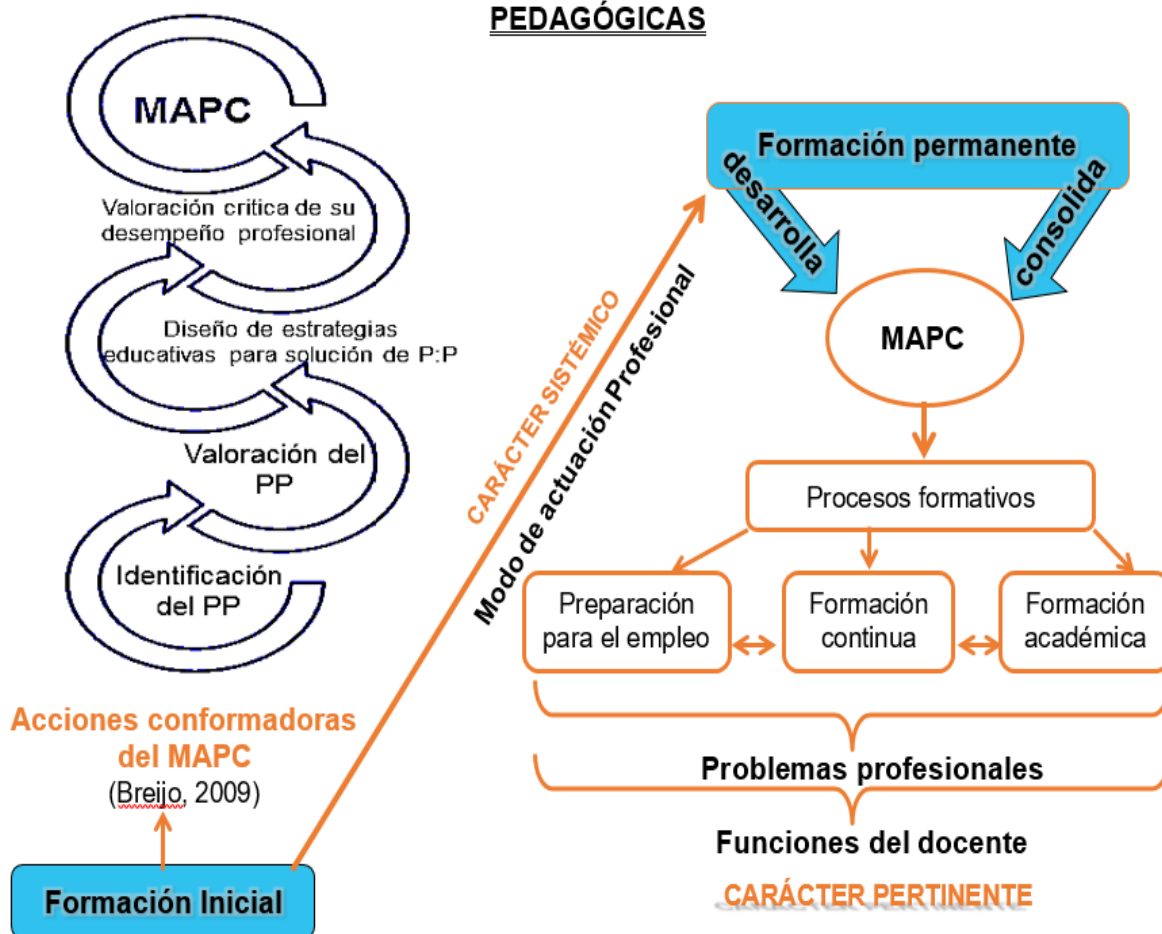 PEDAGÓGICAS
MAPC
Valoración critica de su
desempeño profesional
Diseño de estrategias
educativas para solución de P:P
Valoración del
PP
Identificación
del PP
Acciones conformadoras
del MAPC
(Breijo, 2009)
Formación Inicial
CARÁCTER SISTÉMICO
Modo de actuación Profesional
Formación permanente
desarrolla
consolida
MAPC
Procesos formativos
Preparación
para el empleo
Formación
continua
Formación
académica
Problemas profesionales
Funciones del docente
CARÁCTER PERTINENTE